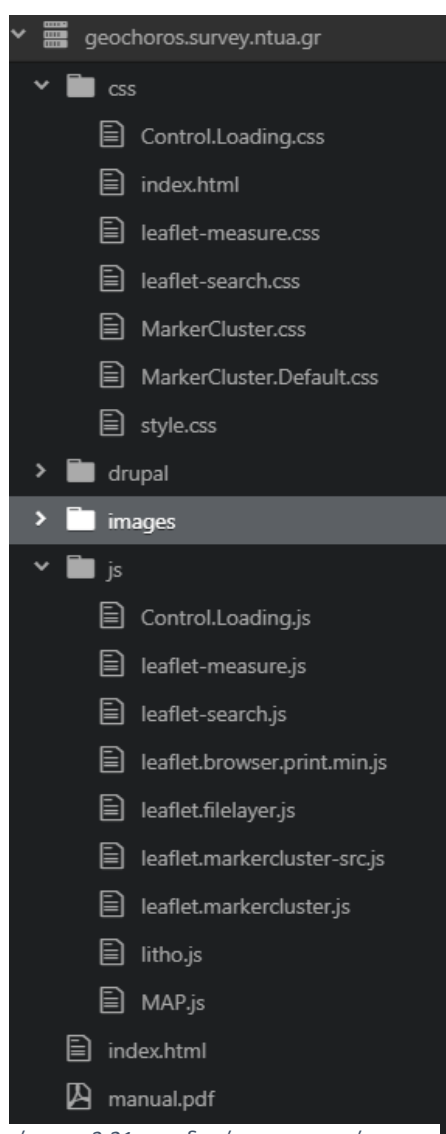 geochoros.survey.ntua.gr
css
Control.Loading.css
index.html
leaflet-measure.css
leaflet-search.css
MarkerCluster.css
MarkerCluster.Default.css
style.css
drupal
images
js
Control.Loading.js
leaflet-measure.js
leaflet-search.js
leaflet.browser.print.min.js
leaflet.filelayer.js
leaflet.markercluster-src.js
leaflet.markercluster.js
litho.js
MAP.js
index.html
manual.pdf